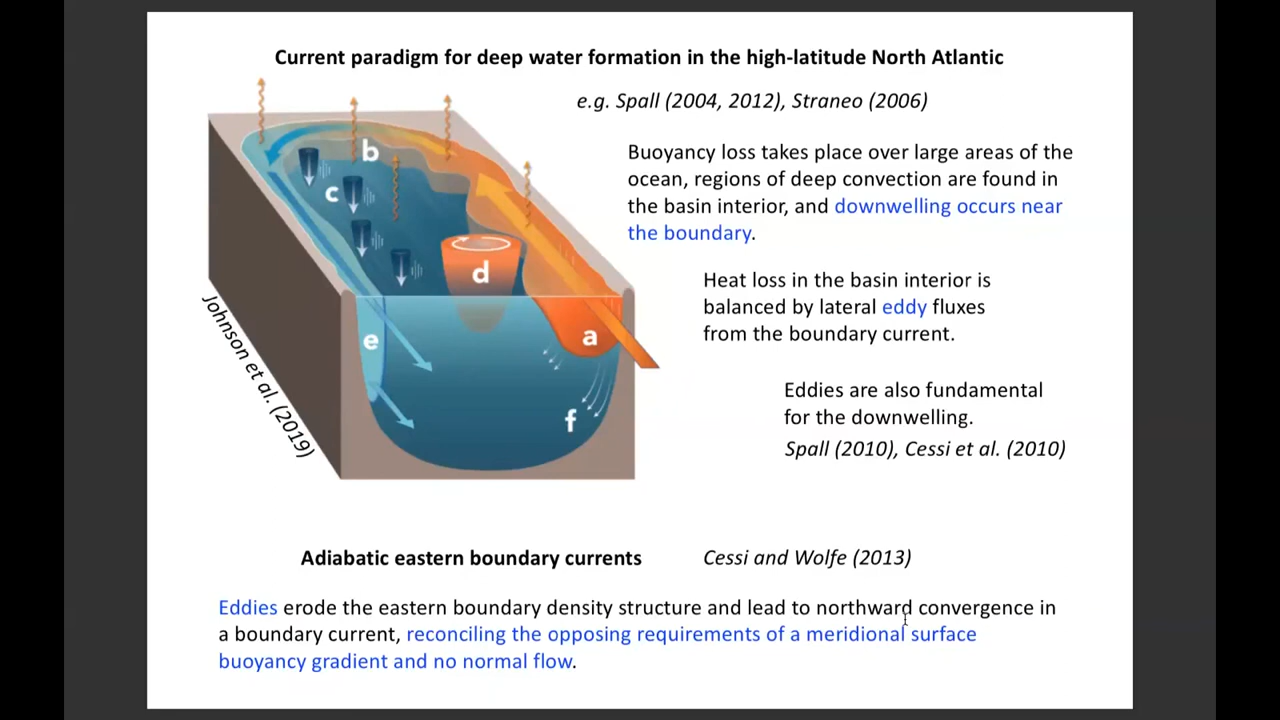 Current paradigm for deep water formation in the high-latitude North Atlantic
e.g. Spall (2004, 2012), Straneo (2006)
Buoyancy loss takes place over large areas of the
ocean, regions of deep convection are found in
the basin interior, and downwelling occurs near
the boundary.
b
c
d
a
e
f
Johnson et al. (2019)
Heat loss in the basin interior is
balanced by lateral eddy fluxes
from the boundary current.
Eddies are also fundamental
for the downwelling.
Spall (2010), Cessi et al. (2010)
Adiabatic eastern boundary currents Cessi and Wolfe (2013)
Eddies erode the eastern boundary density structure and lead to northward convergence in
a boundary current, reconciling the opposing requirements of a meridional surface
buoyancy gradient and no normal flow.